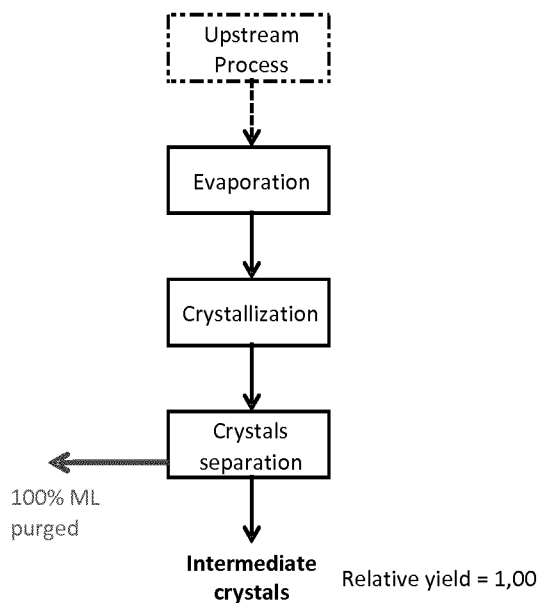 Upstream
Process
Evaporation
Crystallization
Crystals
separation
100% ML
purged
Intermediate
crystals
Relative yield = 1,00